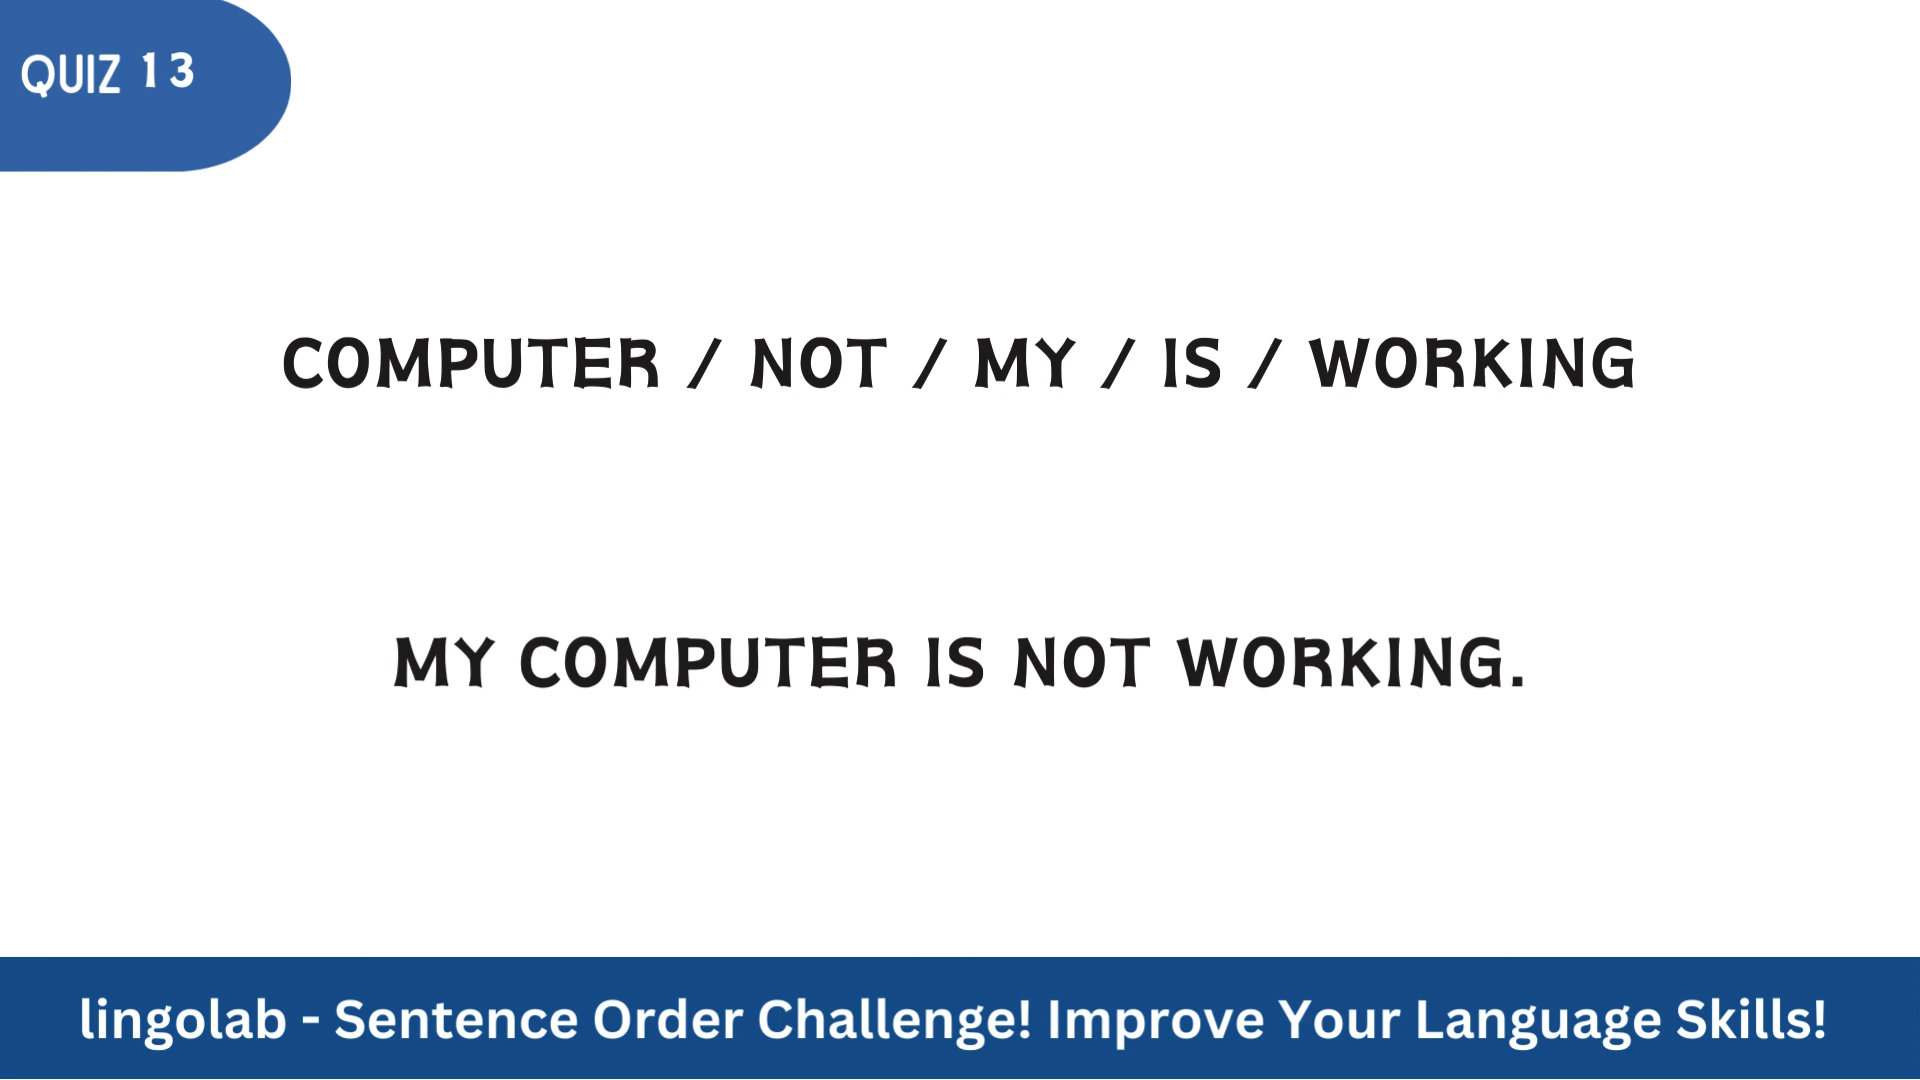 QUIZ 13
COMPUTER / NOT / MY / IS / WORKING
MY COMPUTER IS NOT WORKING.
lingolab - Sentence Order Challenge! Improve Your Language Skills!